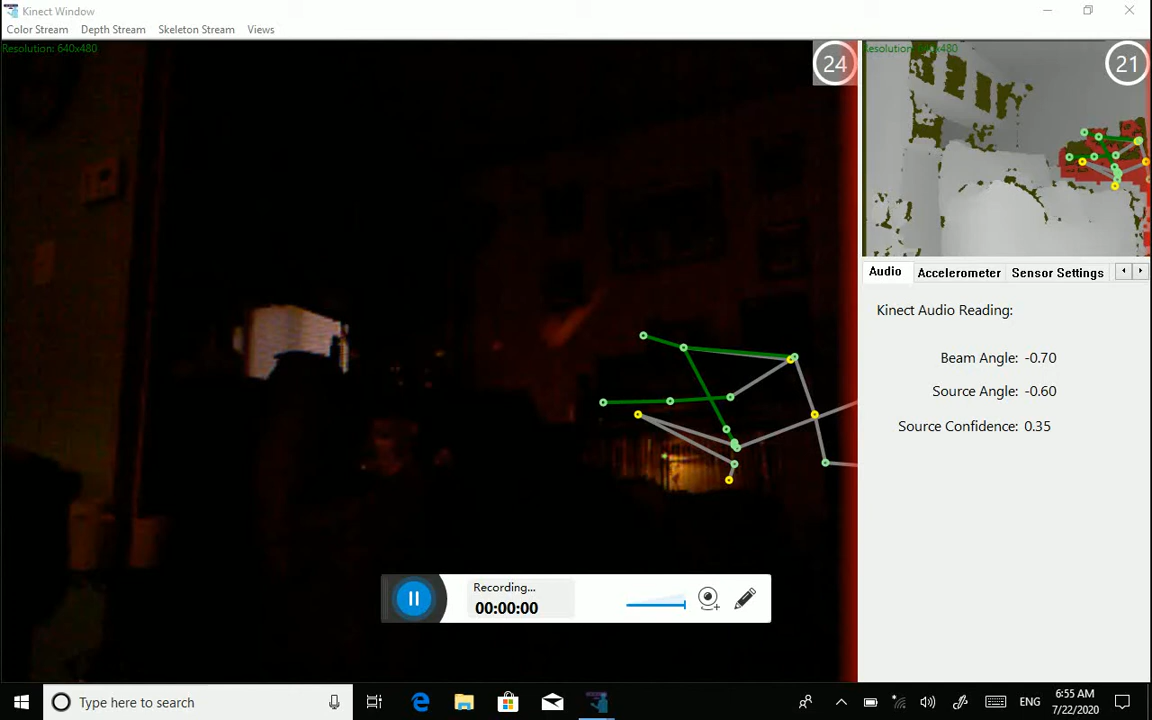 Kinect Window
Color Stream Depth Stream Skeleton Stream Views
Resolution: 640x480
24
21
Audio Accelerometer Sensor Settings
Kinect Audio Reading:
Beam Angle: -0.70
Source Angle: -0.60
Source Confidence: 0.35
Recording...
00:00:00
Type here to search
ENG
6:55 AM
7/22/2020